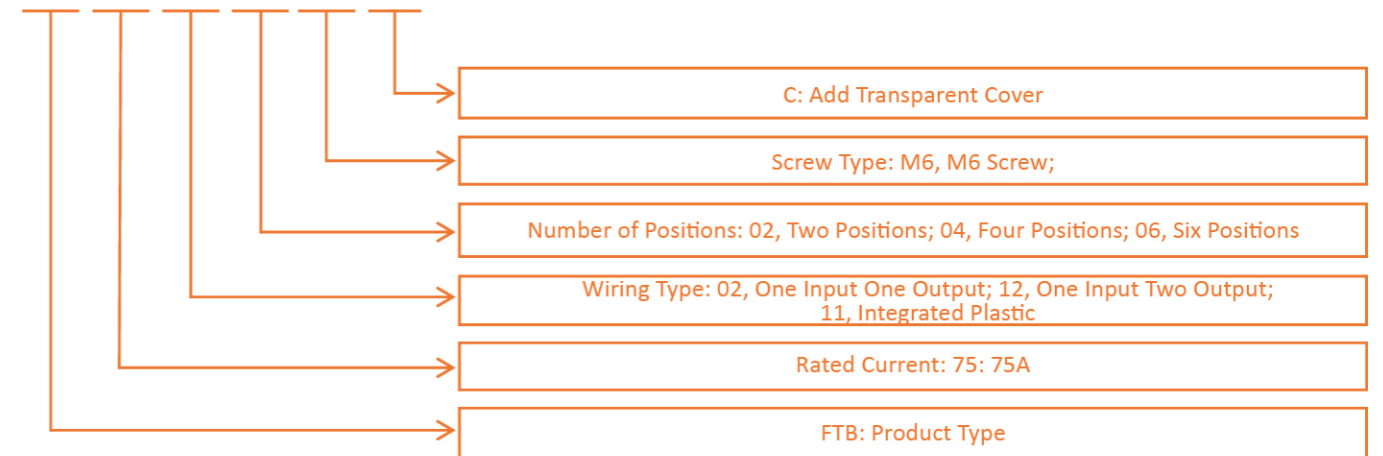 C: Add Transparent Cover
Screw Type: M6, M6 Screw;
Number of Positions: 02, Two Positions; 04, Four Positions; 06, Six Positions
Wiring Type: 02, One Input One Output; 12, One Input Two Output;
11, Integrated Plastic
Rated Current: 75: 75A
FTB: Product Type